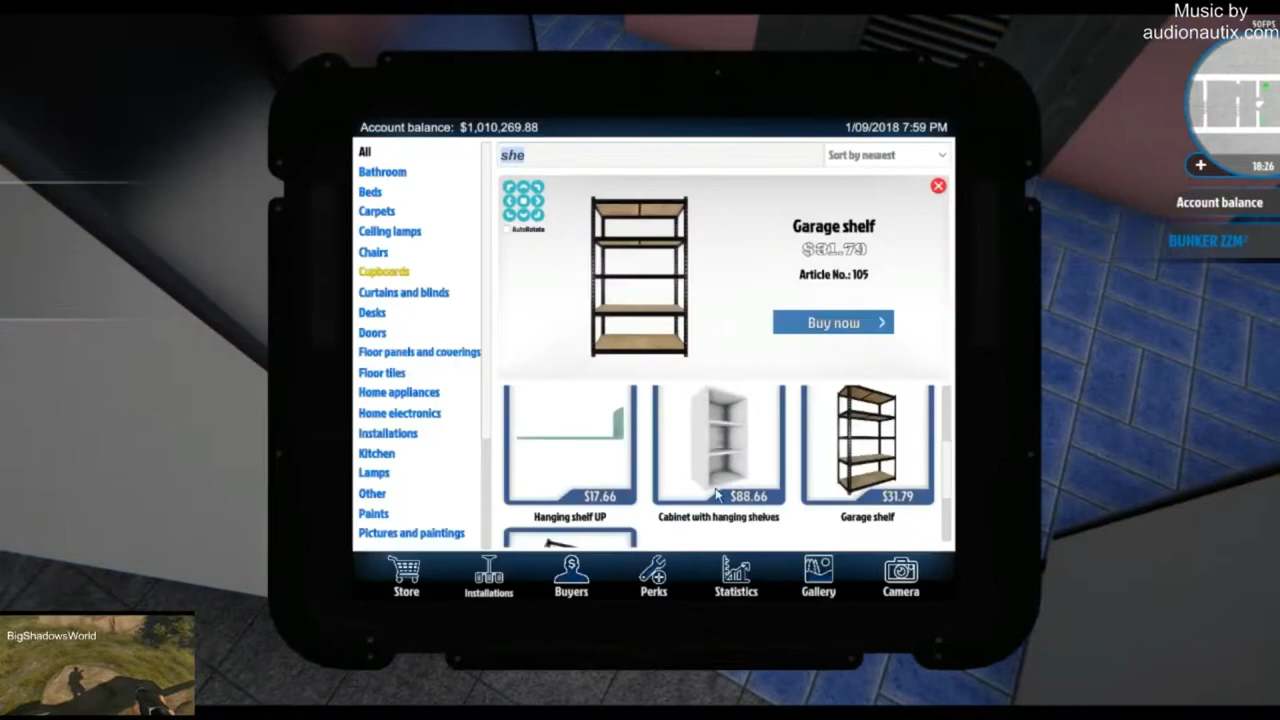 Music by
audionautix.com
50FPS
Account balance: $1,010,269.88
1/09/2018 7:59 PM
All
Bathroom
Beds
Carpets
Ceiling lamps
Chairs
Cupboards
Curtains and blinds
Desks
Doors
Floor panels and coverings
Floor tiles
Home appliances
Home electronics
Installations
Kitchen
Lamps
Other
Paints
Pictures and paintings
she
Sort by newest
AutoRotate
Garage shelf
$31.79
Article No.: 105
Buy now
$17.66
$88.66
$31.79
Hanging shelf UP
Cabinet with hanging shelves
Garage shelf
Store
Installations
Buyers
Perks
Statistics
Gallery
Camera
18:26
Account balance
BUNKER 22M²
BigShadowsWorld